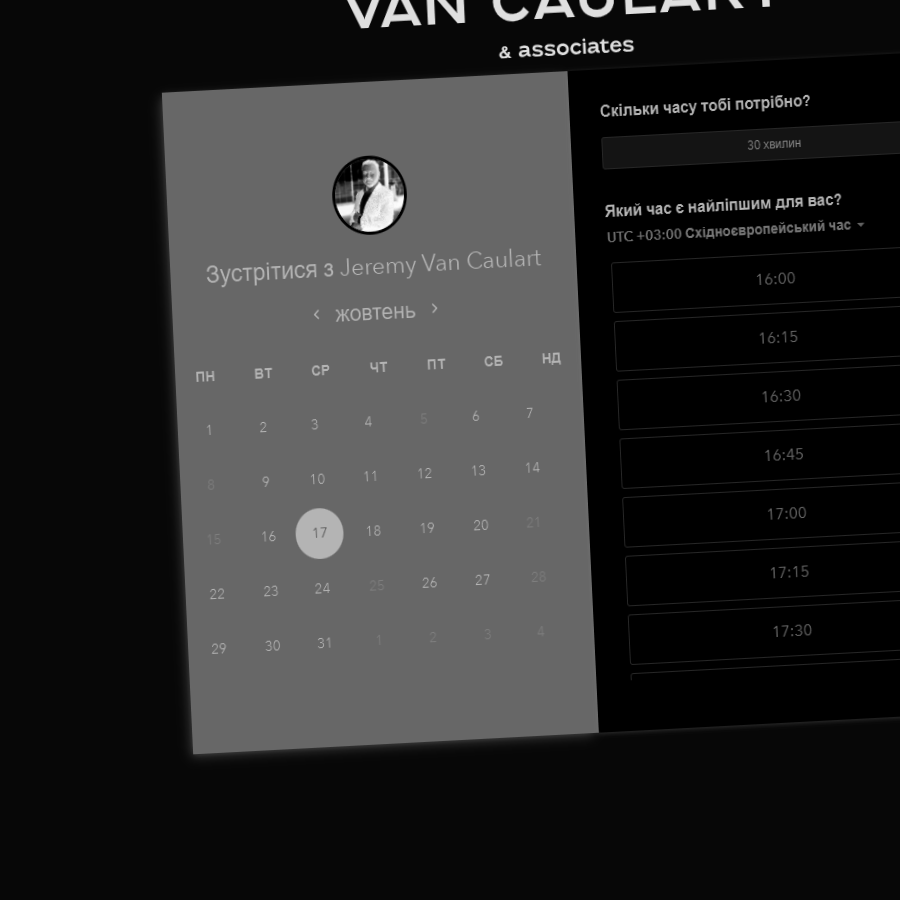 VAN CAULART
& associates
Зустрітися з Jeremy Van Caulart
‹ жовтень ›
ПН ВТ СР ЧТ ПТ СБ НД
1 2 3 4 5 6 7
8 9 10 11 12 13 14
15 16 17 18 19 20 21
22 23 24 25 26 27 28
29 30 31 1 2 3 4
Скільки часу тобі потрібно?
30 хвилин
Який час є найліпшим для вас?
UTC +03:00 Східноєвропейський час
16:00
16:15
16:30
16:45
17:00
17:15
17:30